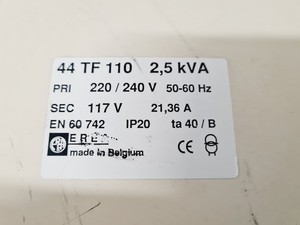 44 TF 110 2,5 kVA
PRI 220 / 240 V 50-60 Hz
SEC 117 V 21,36 A
EN 60 742 IP20 ta 40 / B
made in Belgium